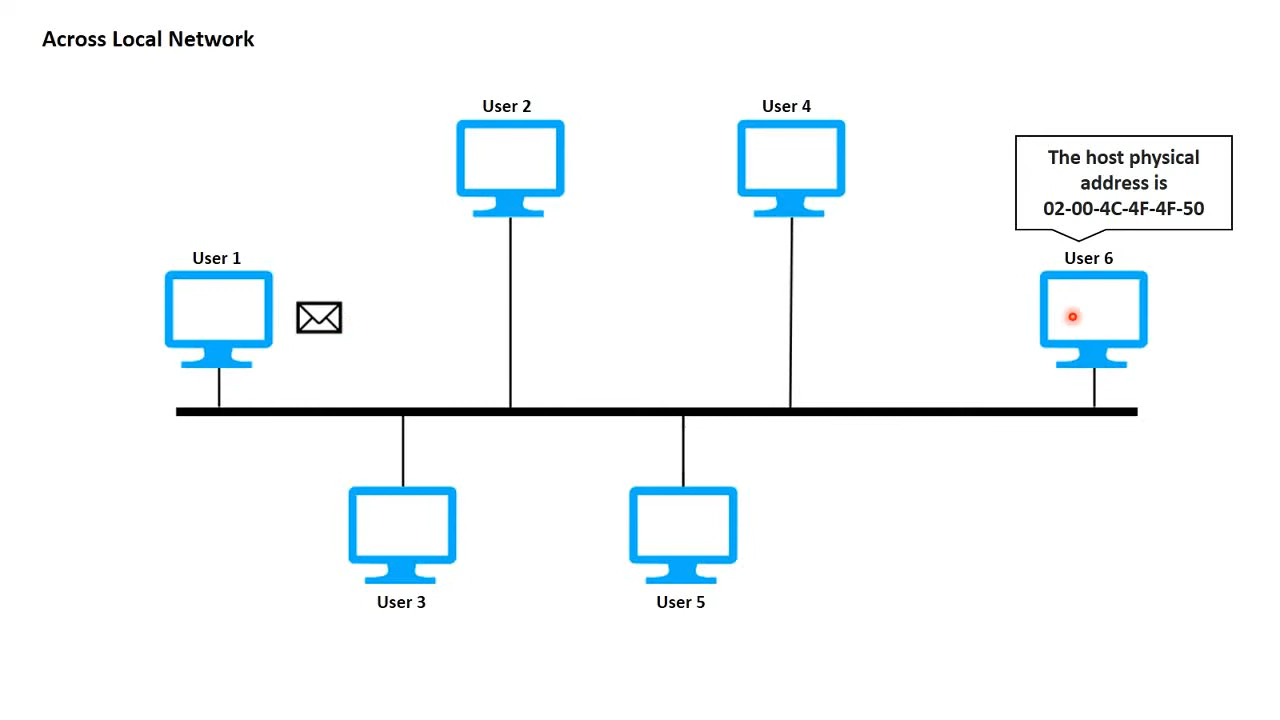 Across Local Network
User 2
User 4
The host physical
address is
02-00-4C-4F-4F-50
User 1
User 6
User 3
User 5